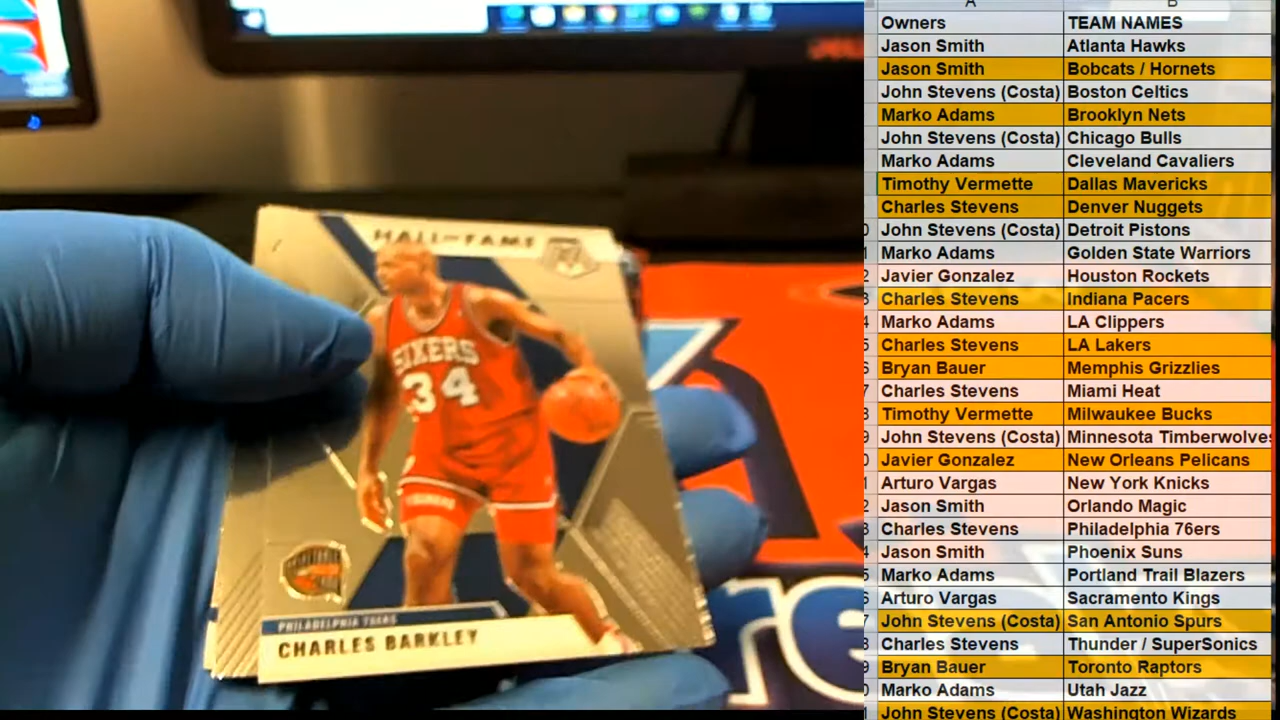 HALL OF FAME
SIXERS
34
PHILADELPHIA 76ERS
CHARLES BARKLEY
re
A B
Owners TEAM NAMES
Jason Smith Atlanta Hawks
Jason Smith Bobcats / Hornets
John Stevens (Costa) Boston Celtics
Marko Adams Brooklyn Nets
John Stevens (Costa) Chicago Bulls
Marko Adams Cleveland Cavaliers
Timothy Vermette Dallas Mavericks
Charles Stevens Denver Nuggets
John Stevens (Costa) Detroit Pistons
Marko Adams Golden State Warriors
Javier Gonzalez Houston Rockets
Charles Stevens Indiana Pacers
Marko Adams LA Clippers
Charles Stevens LA Lakers
Bryan Bauer Memphis Grizzlies
Charles Stevens Miami Heat
Timothy Vermette Milwaukee Bucks
John Stevens (Costa) Minnesota Timberwolves
Javier Gonzalez New Orleans Pelicans
Arturo Vargas New York Knicks
Jason Smith Orlando Magic
Charles Stevens Philadelphia 76ers
Jason Smith Phoenix Suns
Marko Adams Portland Trail Blazers
Arturo Vargas Sacramento Kings
John Stevens (Costa) San Antonio Spurs
Charles Stevens Thunder / SuperSonics
Bryan Bauer Toronto Raptors
Marko Adams Utah Jazz
John Stevens (Costa) Washington Wizards